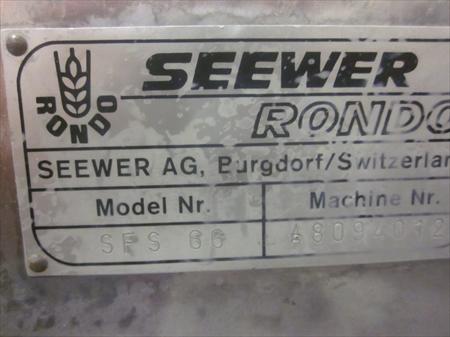 SEEWER
RONDO
RONDO
SEEWER AG, Burgdorf/Switzerlan
Model Nr. Machine Nr.
SFS 66